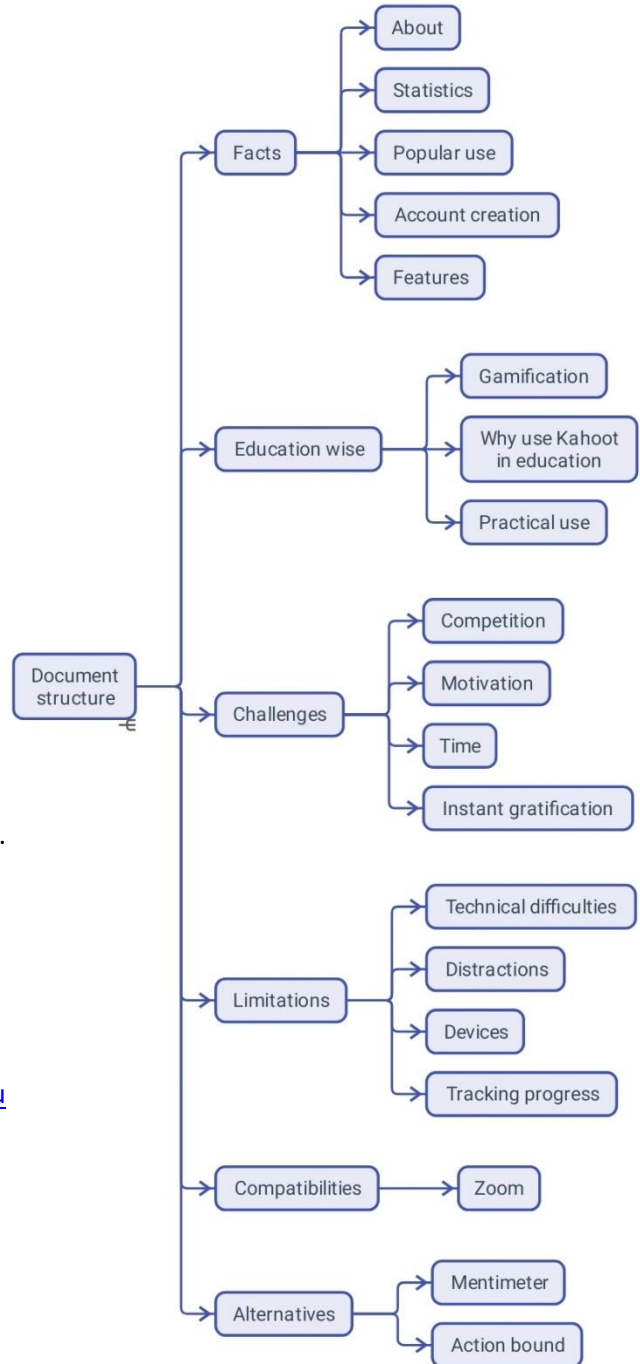 Document
structure
Facts
About
Statistics
Popular use
Account creation
Features
Education wise
Gamification
Why use Kahoot
in education
Practical use
Challenges
Competition
Motivation
Time
Instant gratification
.
Limitations
Technical difficulties
Distractions
Devices
Tracking progress
u
Compatibilities
Zoom
Alternatives
Mentimeter
Action bound